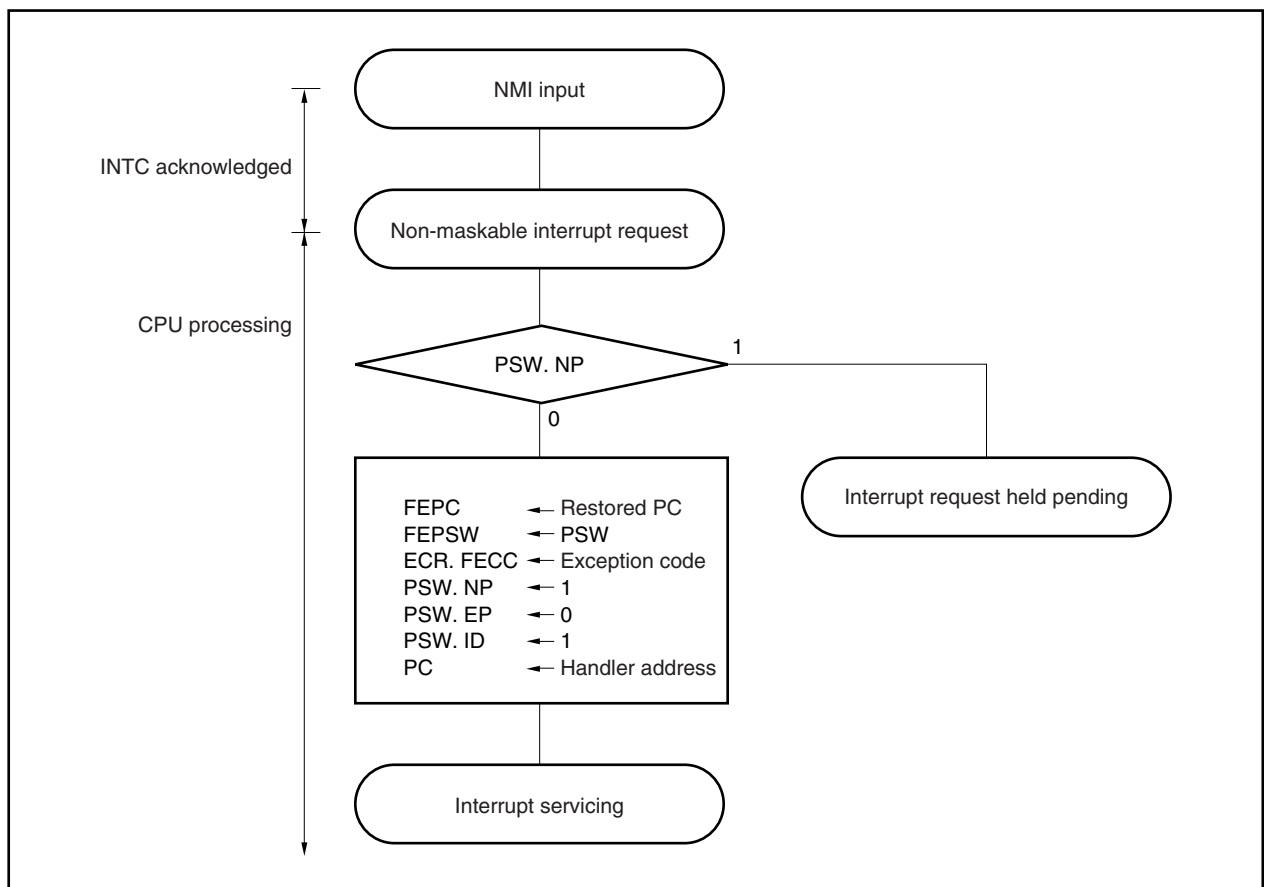 NMI input
INTC acknowledged
Non-maskable interrupt request
CPU processing
PSW. NP
1
0
Interrupt request held pending
FEPC ← Restored PC
FEPSW ← PSW
ECR. FECC ← Exception code
PSW. NP ← 1
PSW. EP ← 0
PSW. ID ← 1
PC ← Handler address
Interrupt servicing